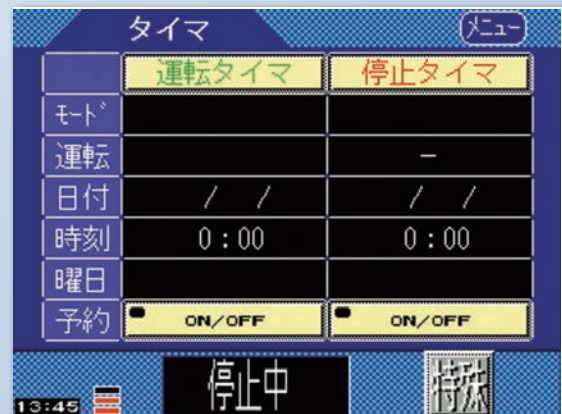 タイマ メニュー
運転タイマ 停止タイマ
モード
運転 －
日付 / / / /
時刻 0:00 0:00
曜日
予約 ON/OFF ON/OFF
13:45 停止中 特殊